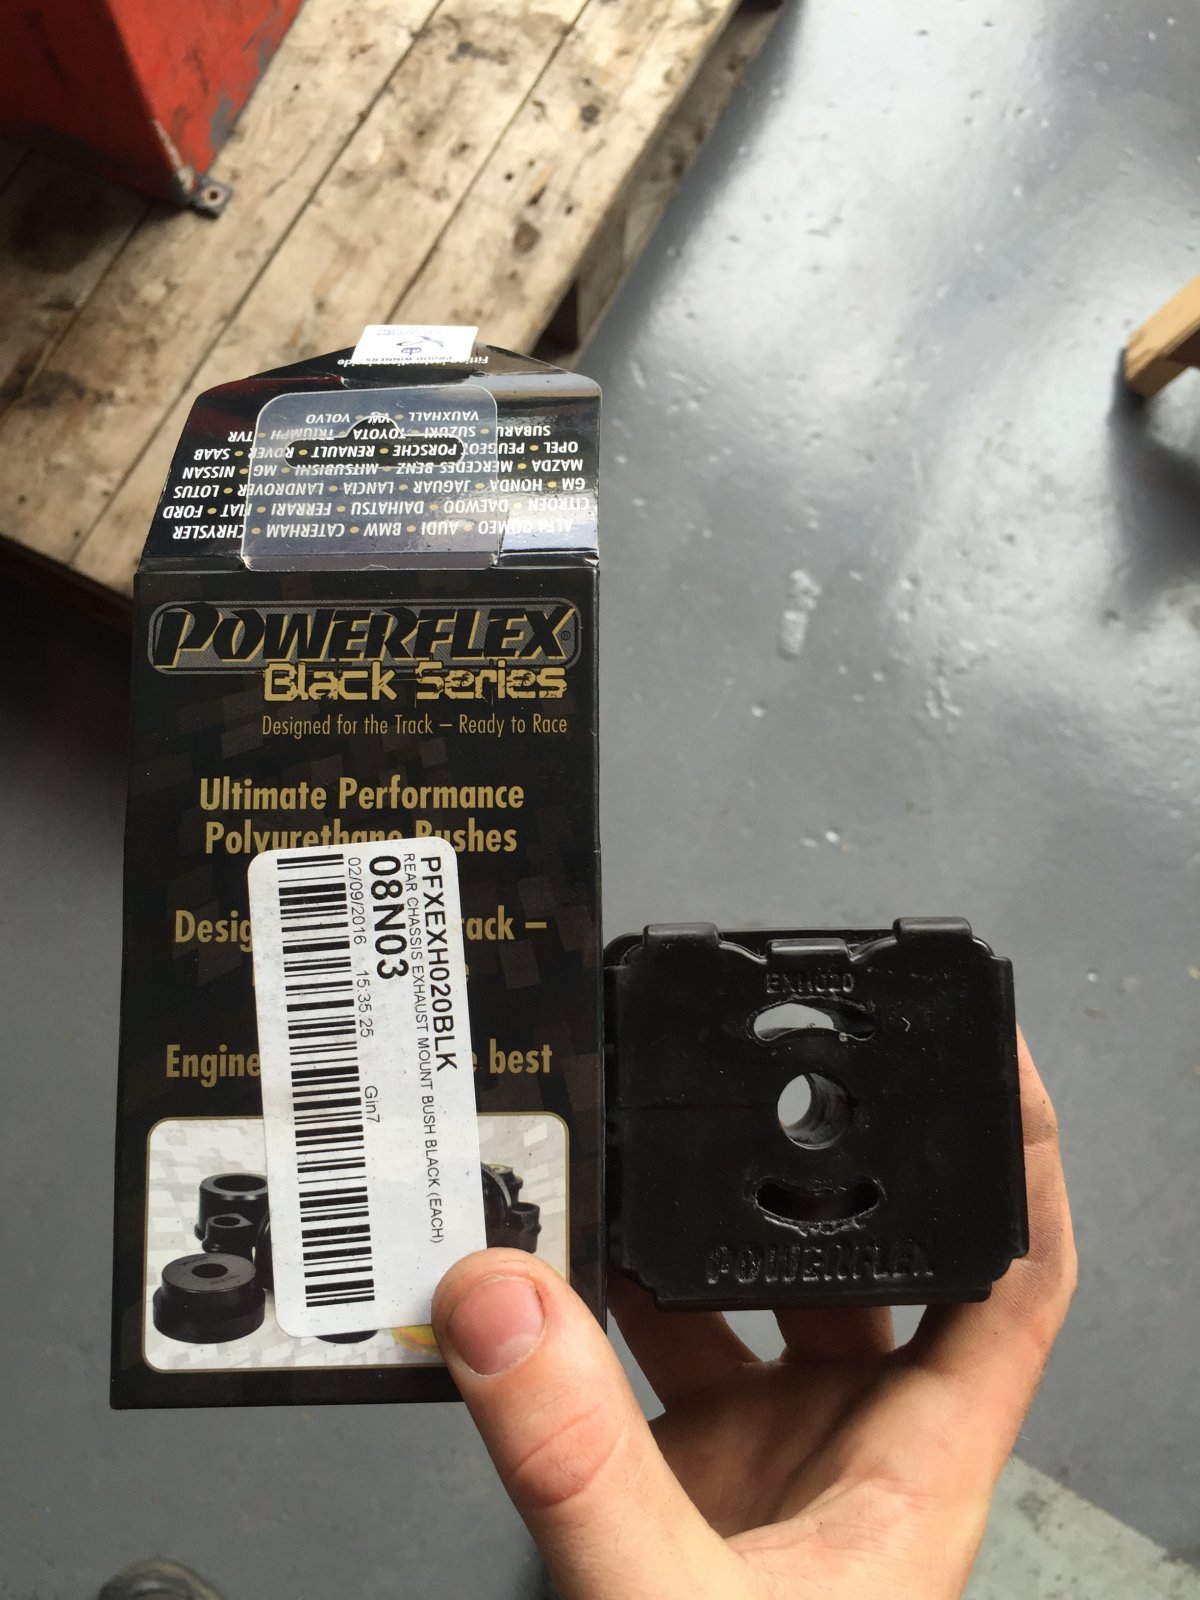 PROUD WINNERS
VAUXHALL • VW • VOLVO
SUBARU • SUZUKI • TOYOTA • TRIUMPH • TVR
OPEL • PEUGEOT • PORSCHE • RENAULT • ROVER • SAAB
MAZDA • MERCEDES BENZ • MITSUBISHI • MG • NISSAN
GM • HONDA • JAGUAR • LANCIA • LANDROVER • LOTUS
CITROEN • DAEWOO • DAIHATSU • FERRARI • FIAT • FORD
ALFA ROMEO • AUDI • BMW • CATERHAM • CHRYSLER
POWERFLEX®
Black Series
Designed for the Track – Ready to Race
Ultimate Performance
Polyurethane Bushes
PFXEXH020BLK
REAR CHASSIS EXHAUST MOUNT BUSH BLACK (EACH)
08N03
02/09/2016 15:35:25 Gin7
–
best
EXH020
POWERFLEX